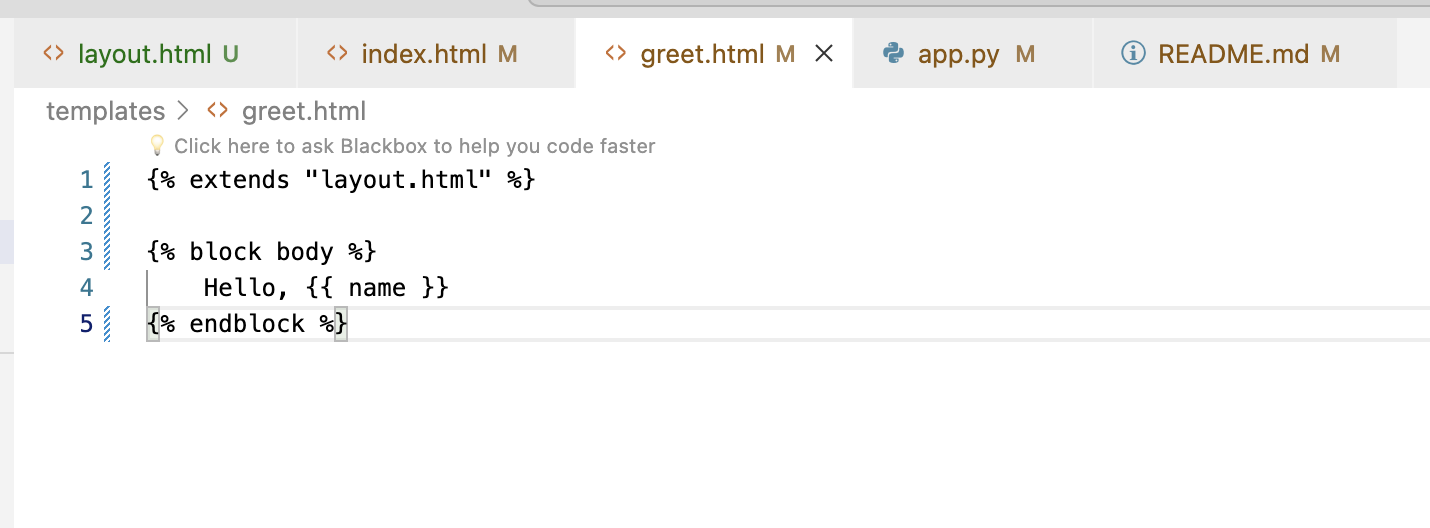 layout.html U index.html M greet.html M app.py M README.md M
templates > greet.html
Click here to ask Blackbox to help you code faster
1 {% extends "layout.html" %}
2
3 {% block body %}
4     Hello, {{ name }}
5 {% endblock %}